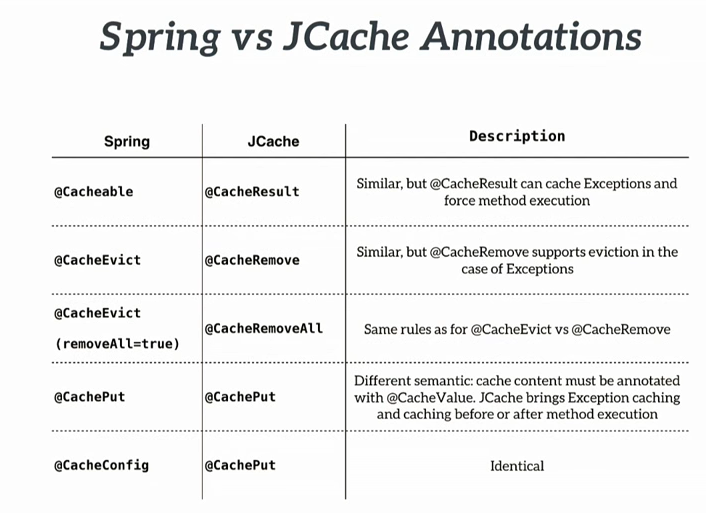 Spring vs JCache Annotations
Spring JCache Description
@Cacheable @CacheResult Similar, but @CacheResult can cache Exceptions and
force method execution
@CacheEvict @CacheRemove Similar, but @CacheRemove supports eviction in the
case of Exceptions
@CacheEvict
(removeAll=true) @CacheRemoveAll Same rules as for @CacheEvict vs @CacheRemove
@CachePut @CachePut Different semantic: cache content must be annotated
with @CacheValue. JCache brings Exception caching
and caching before or after method execution
@CacheConfig @CachePut Identical